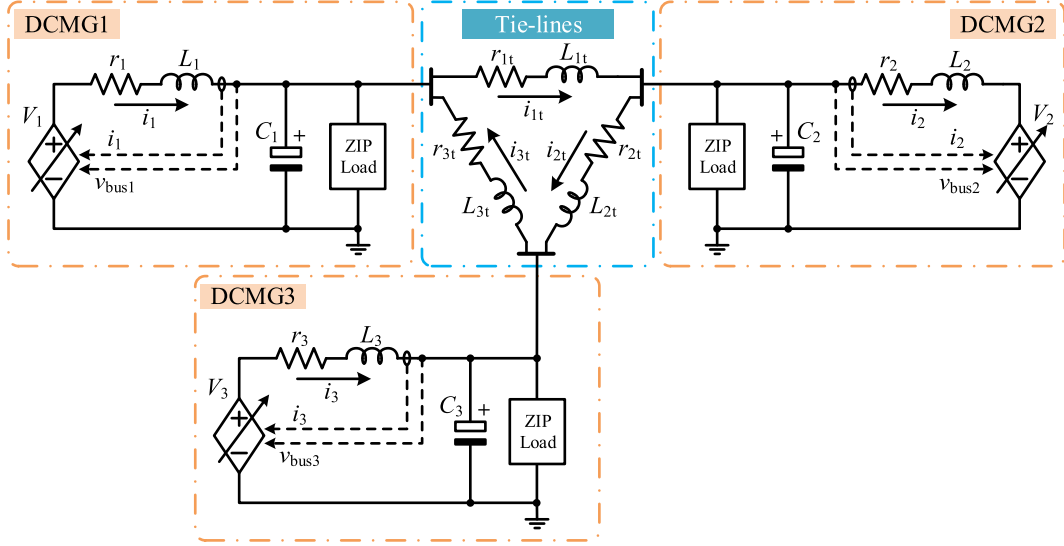 DCMG1
r1
L1
i1
V1
+
−
i1
vbus1
C1
+
ZIP
Load
Tie-lines
r1t
L1t
i1t
r3t
i3t
L3t
i2t
r2t
L2t
DCMG2
ZIP
Load
+
C2
r2
L2
i2
V2
+
−
i2
vbus2
DCMG3
r3
L3
i3
V3
+
−
i3
vbus3
C3
+
ZIP
Load